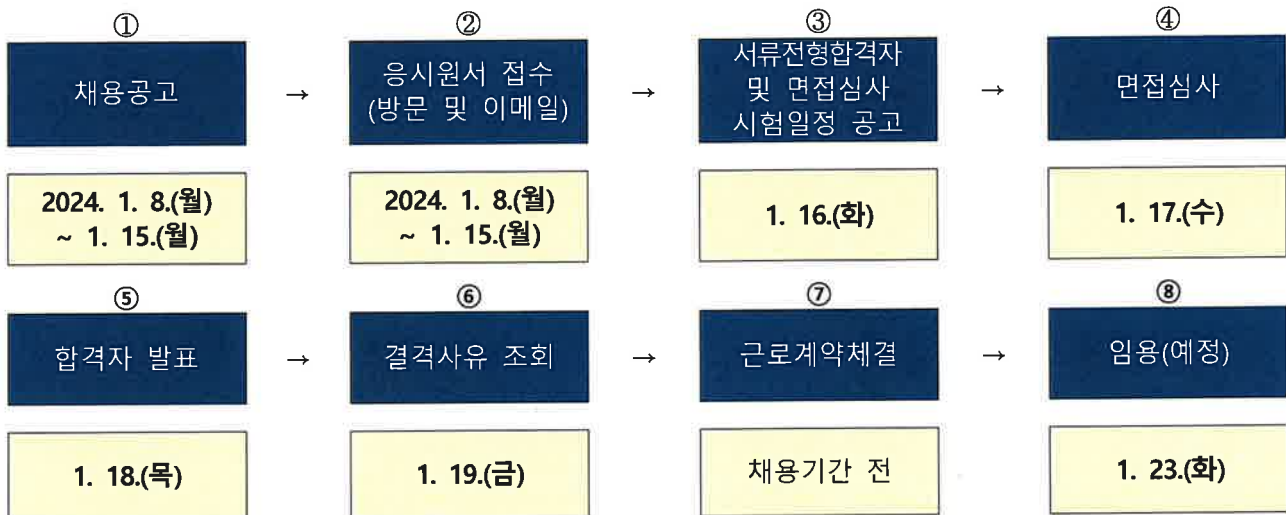 ① ② ③ ④
채용공고 → 응시원서 접수 → 서류전형합격자 → 면접심사
(방문 및 이메일) 및 면접심사
시험일정 공고
2024. 1. 8.(월) 2024. 1. 8.(월) 1. 16.(화) 1. 17.(수)
~ 1. 15.(월) ~ 1. 15.(월)
⑤ ⑥ ⑦ ⑧
합격자 발표 → 결격사유 조회 → 근로계약체결 → 임용(예정)
1. 18.(목) 1. 19.(금) 채용기간 전 1. 23.(화)